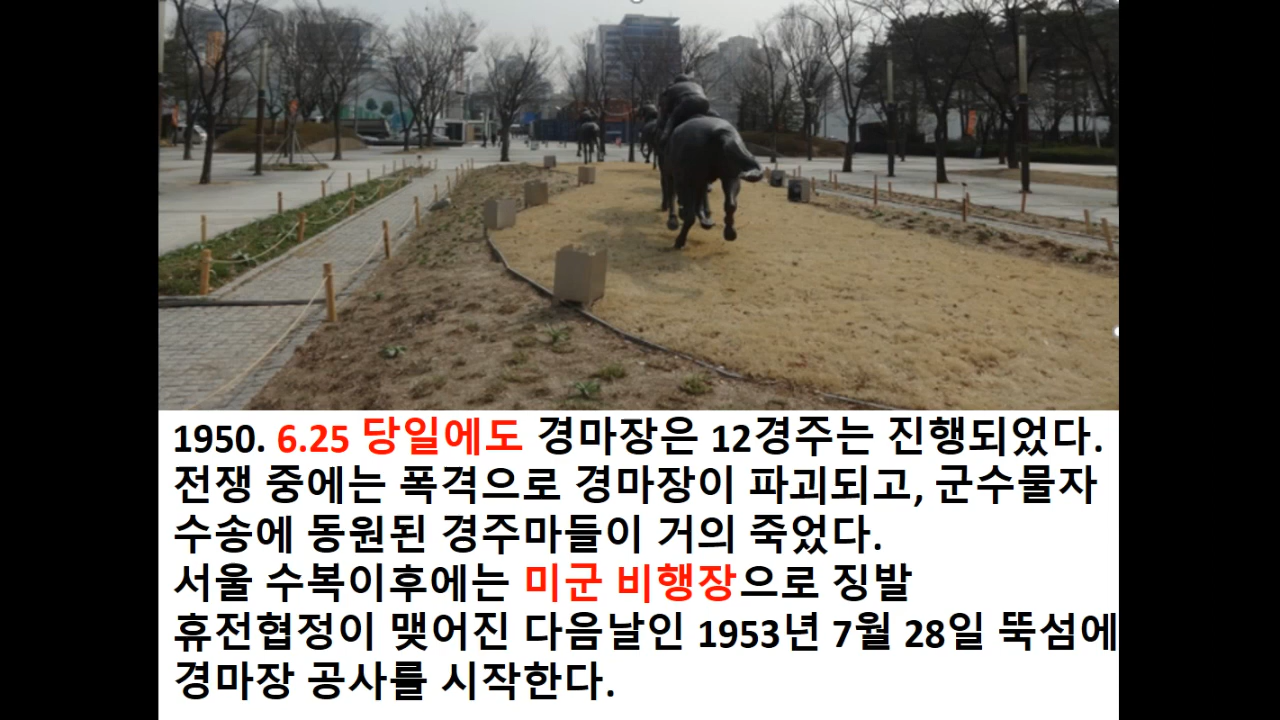 1950. 6.25 당일에도 경마장은 12경주는 진행되었다.
전쟁 중에는 폭격으로 경마장이 파괴되고, 군수물자
수송에 동원된 경주마들이 거의 죽었다.
서울 수복이후에는 미군 비행장으로 징발
휴전협정이 맺어진 다음날인 1953년 7월 28일 뚝섬에
경마장 공사를 시작한다.